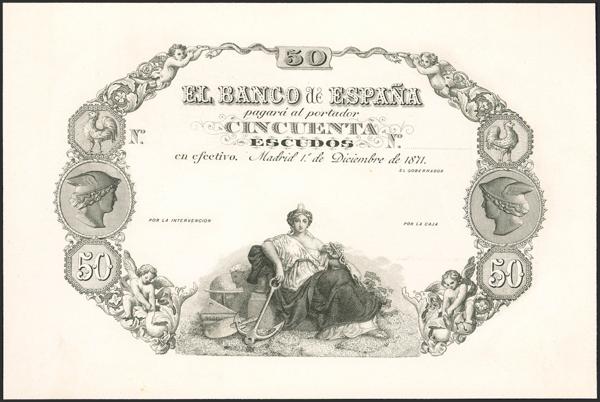 50
EL BANCO de ESPAÑA
pagará al portador
Nº CINCUENTA Nº
ESCUDOS
en efectivo. Madrid 1º de Diciembre de 1871.
EL GOBERNADOR
POR LA INTERVENCION
POR LA CAJA
50
50